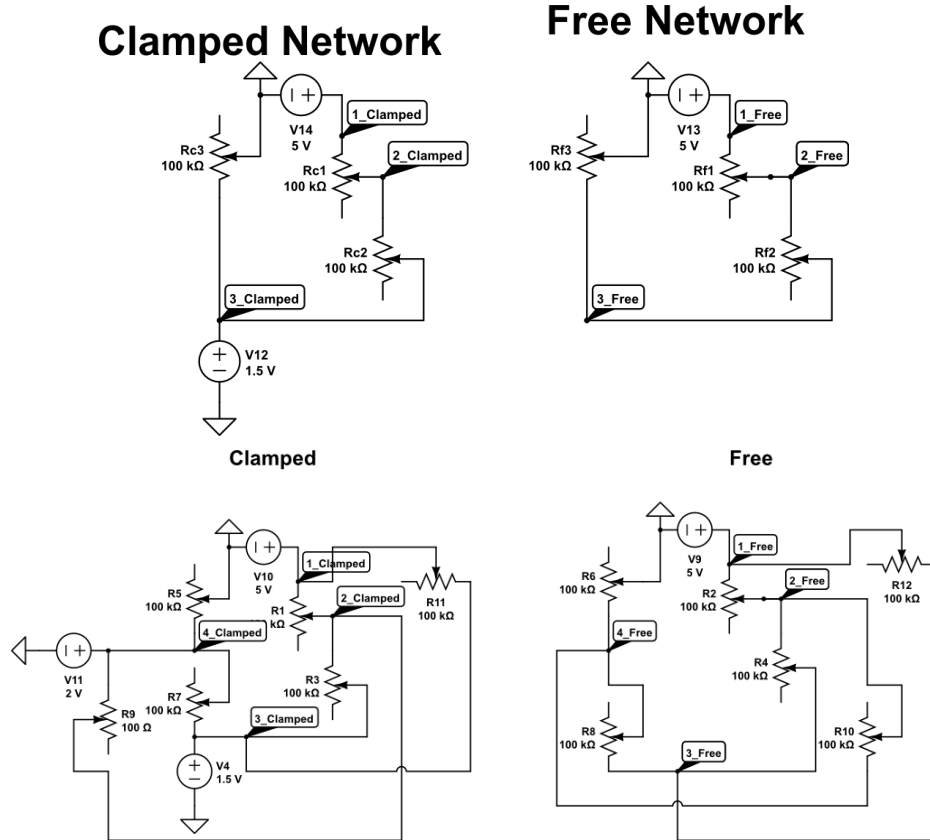 Clamped Network
Free Network
V14
5 V
1_Clamped
Rc3
100 kΩ
Rc1
100 kΩ
2_Clamped
Rc2
100 kΩ
3_Clamped
V12
1.5 V
V13
5 V
1_Free
Rf3
100 kΩ
Rf1
100 kΩ
2_Free
Rf2
100 kΩ
3_Free
Clamped
Free
V10
5 V
1_Clamped
R5
100 kΩ
R1
100 kΩ
2_Clamped
R11
100 kΩ
4_Clamped
V11
2 V
R7
100 kΩ
R3
100 kΩ
R9
100 Ω
3_Clamped
V4
1.5 V
V9
5 V
1_Free
R6
100 kΩ
R2
100 kΩ
2_Free
R12
100 kΩ
4_Free
R4
100 kΩ
R8
100 kΩ
R10
100 kΩ
3_Free